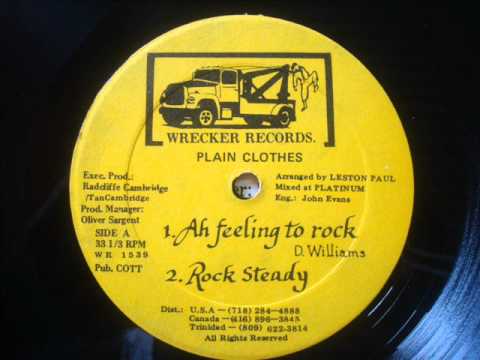 WRECKER RECORDS.
PLAIN CLOTHES
Exec. Prod.:
Radcliffe Cambridge
/TanCambridge
Prod. Manager:
Oliver Sargent
SIDE A
33 1/3 RPM
WR 1539
Pub. COTT
Arranged by LESTON PAUL
Mixed at PLATINUM
Eng.: John Evans
er:
1. Ah feeling to rock
D. Williams
2. Rock Steady
Dist.: U.S.A - (718) 284-4888
Canada - (416) 896-3845
Trinidad - (809) 622-3814
All Rights Reserved